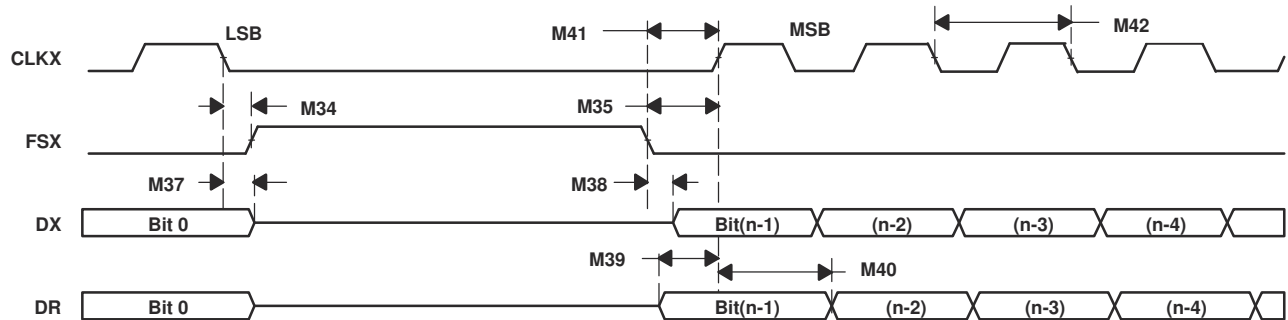 LSB
M41
MSB
M42
CLKX
M34
M35
FSX
M37
M38
DX
Bit 0
Bit(n-1)
(n-2)
(n-3)
(n-4)
M39
M40
DR
Bit 0
Bit(n-1)
(n-2)
(n-3)
(n-4)